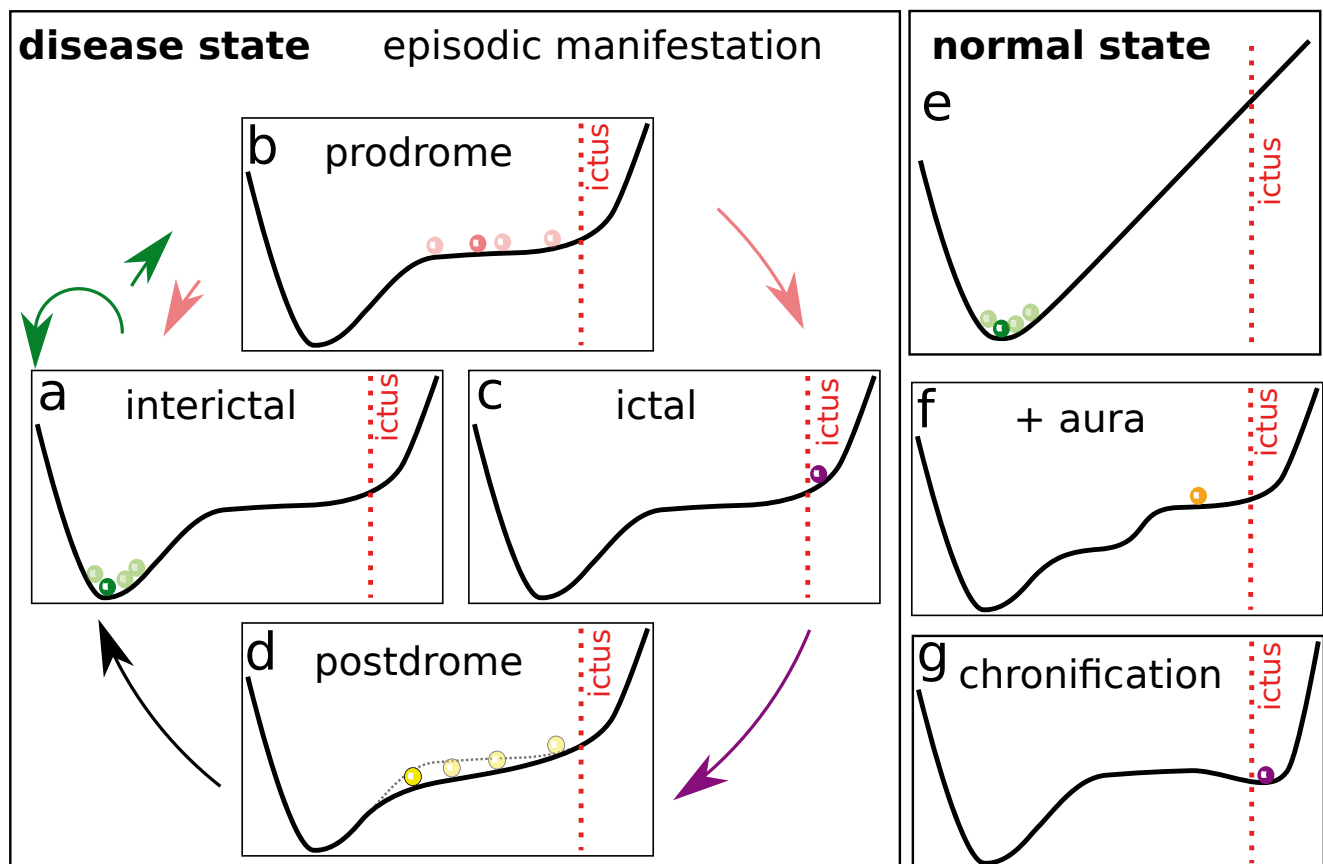 disease state episodic manifestation
b prodrome ictus
a interictal ictus
c ictal ictus
d postdrome ictus
normal state
e ictus
f + aura ictus
g chronification ictus